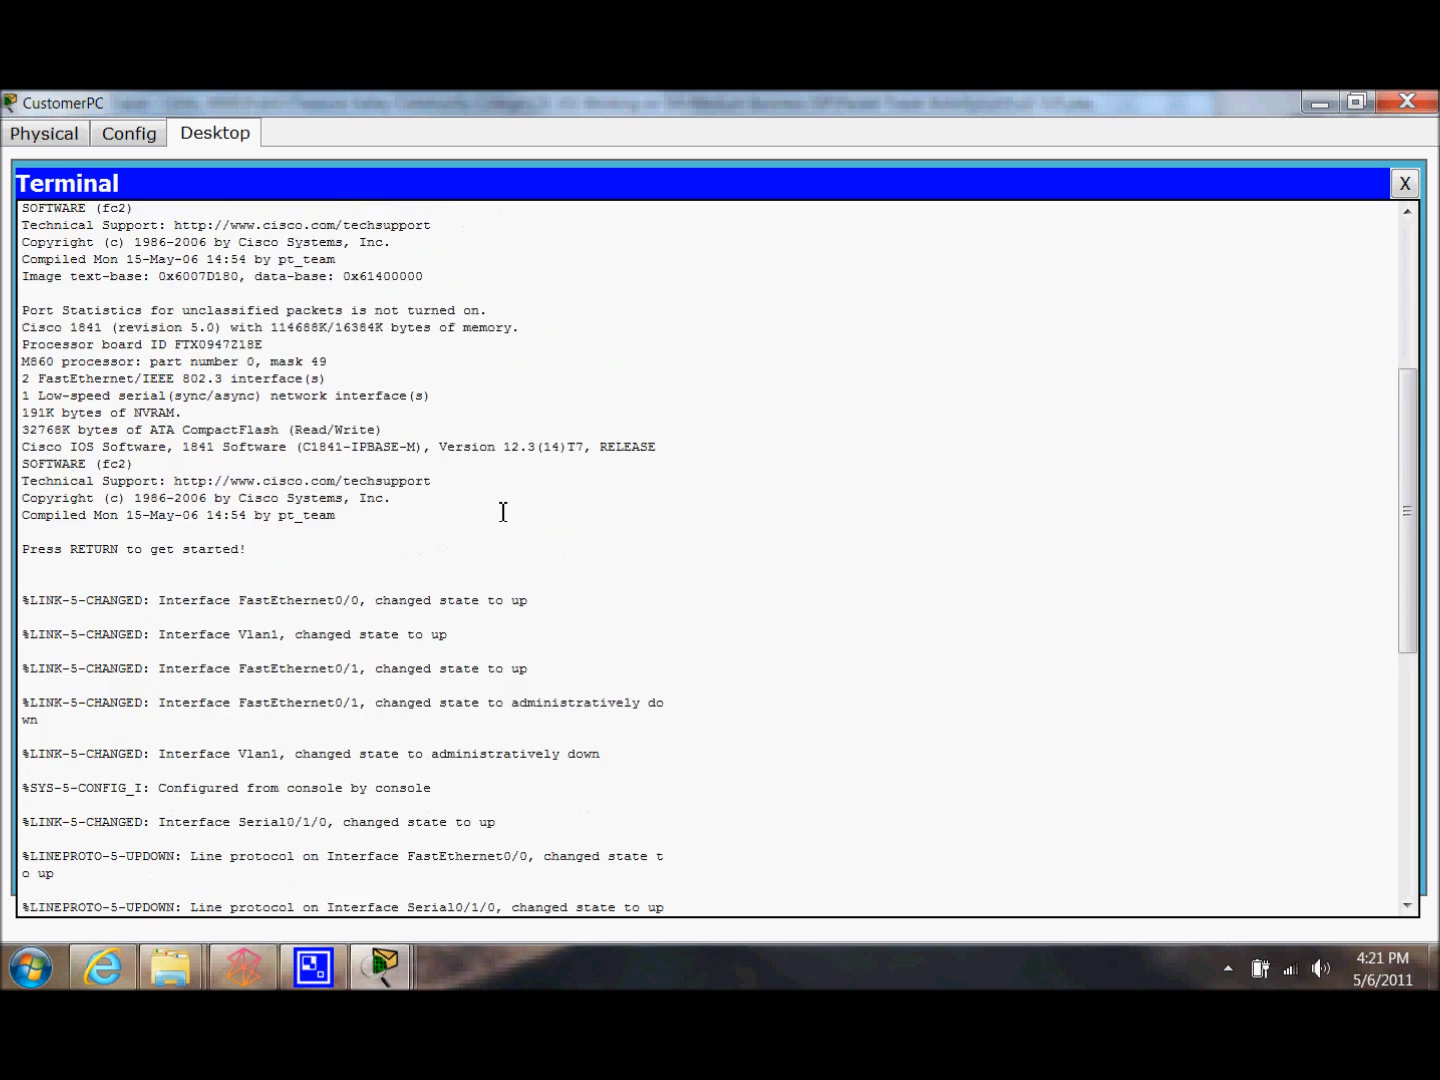 CustomerPC
Physical
Config
Desktop
Terminal
X
SOFTWARE (fc2)
Technical Support: http://www.cisco.com/techsupport
Copyright (c) 1986-2006 by Cisco Systems, Inc.
Compiled Mon 15-May-06 14:54 by pt_team
Image text-base: 0x6007D180, data-base: 0x61400000
Port Statistics for unclassified packets is not turned on.
Cisco 1841 (revision 5.0) with 114688K/16384K bytes of memory.
Processor board ID FTX0947Z18E
M860 processor: part number 0, mask 49
2 FastEthernet/IEEE 802.3 interface(s)
1 Low-speed serial(sync/async) network interface(s)
191K bytes of NVRAM.
32768K bytes of ATA CompactFlash (Read/Write)
Cisco IOS Software, 1841 Software (C1841-IPBASE-M), Version 12.3(14)T7, RELEASE
SOFTWARE (fc2)
Technical Support: http://www.cisco.com/techsupport
Copyright (c) 1986-2006 by Cisco Systems, Inc.
Compiled Mon 15-May-06 14:54 by pt_team
Press RETURN to get started!
%LINK-5-CHANGED: Interface FastEthernet0/0, changed state to up
%LINK-5-CHANGED: Interface Vlan1, changed state to up
%LINK-5-CHANGED: Interface FastEthernet0/1, changed state to up
%LINK-5-CHANGED: Interface FastEthernet0/1, changed state to administratively do
wn
%LINK-5-CHANGED: Interface Vlan1, changed state to administratively down
%SYS-5-CONFIG_I: Configured from console by console
%LINK-5-CHANGED: Interface Serial0/1/0, changed state to up
%LINEPROTO-5-UPDOWN: Line protocol on Interface FastEthernet0/0, changed state t
o up
%LINEPROTO-5-UPDOWN: Line protocol on Interface Serial0/1/0, changed state to up
4:21 PM
5/6/2011